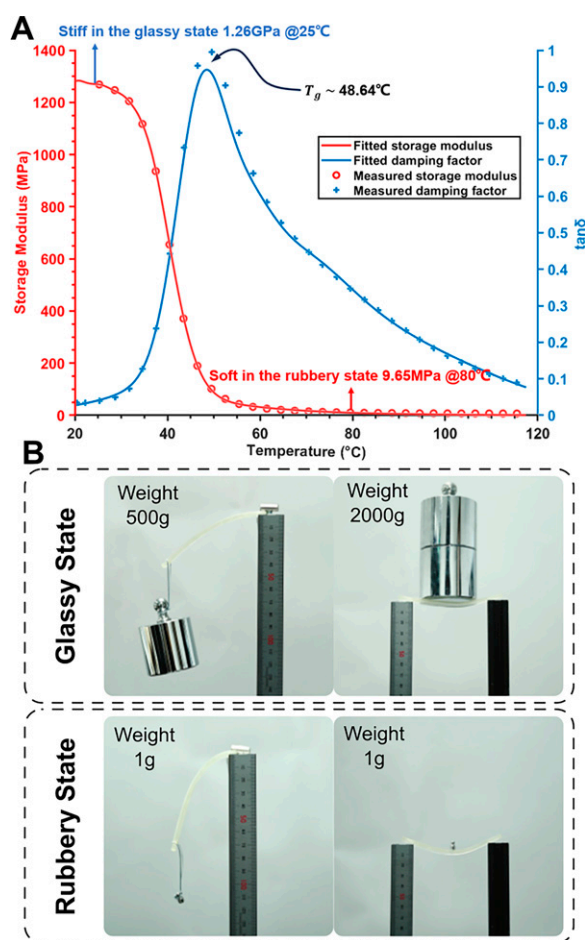 A
Stiff in the glassy state 1.26GPa @25℃
1400
1200
1000
800
600
400
200
0
Storage Modulus (MPa)
T_g ~ 48.64℃
Fitted storage modulus
Fitted damping factor
Measured storage modulus
Measured damping factor
Soft in the rubbery state 9.65MPa @80℃
1
0.9
0.8
0.7
0.6
0.5
0.4
0.3
0.2
0.1
0
tanδ
20
40
60
80
100
120
Temperature (°C)
B
Glassy State
Weight
500g
Weight
2000g
Rubbery State
Weight
1g
Weight
1g